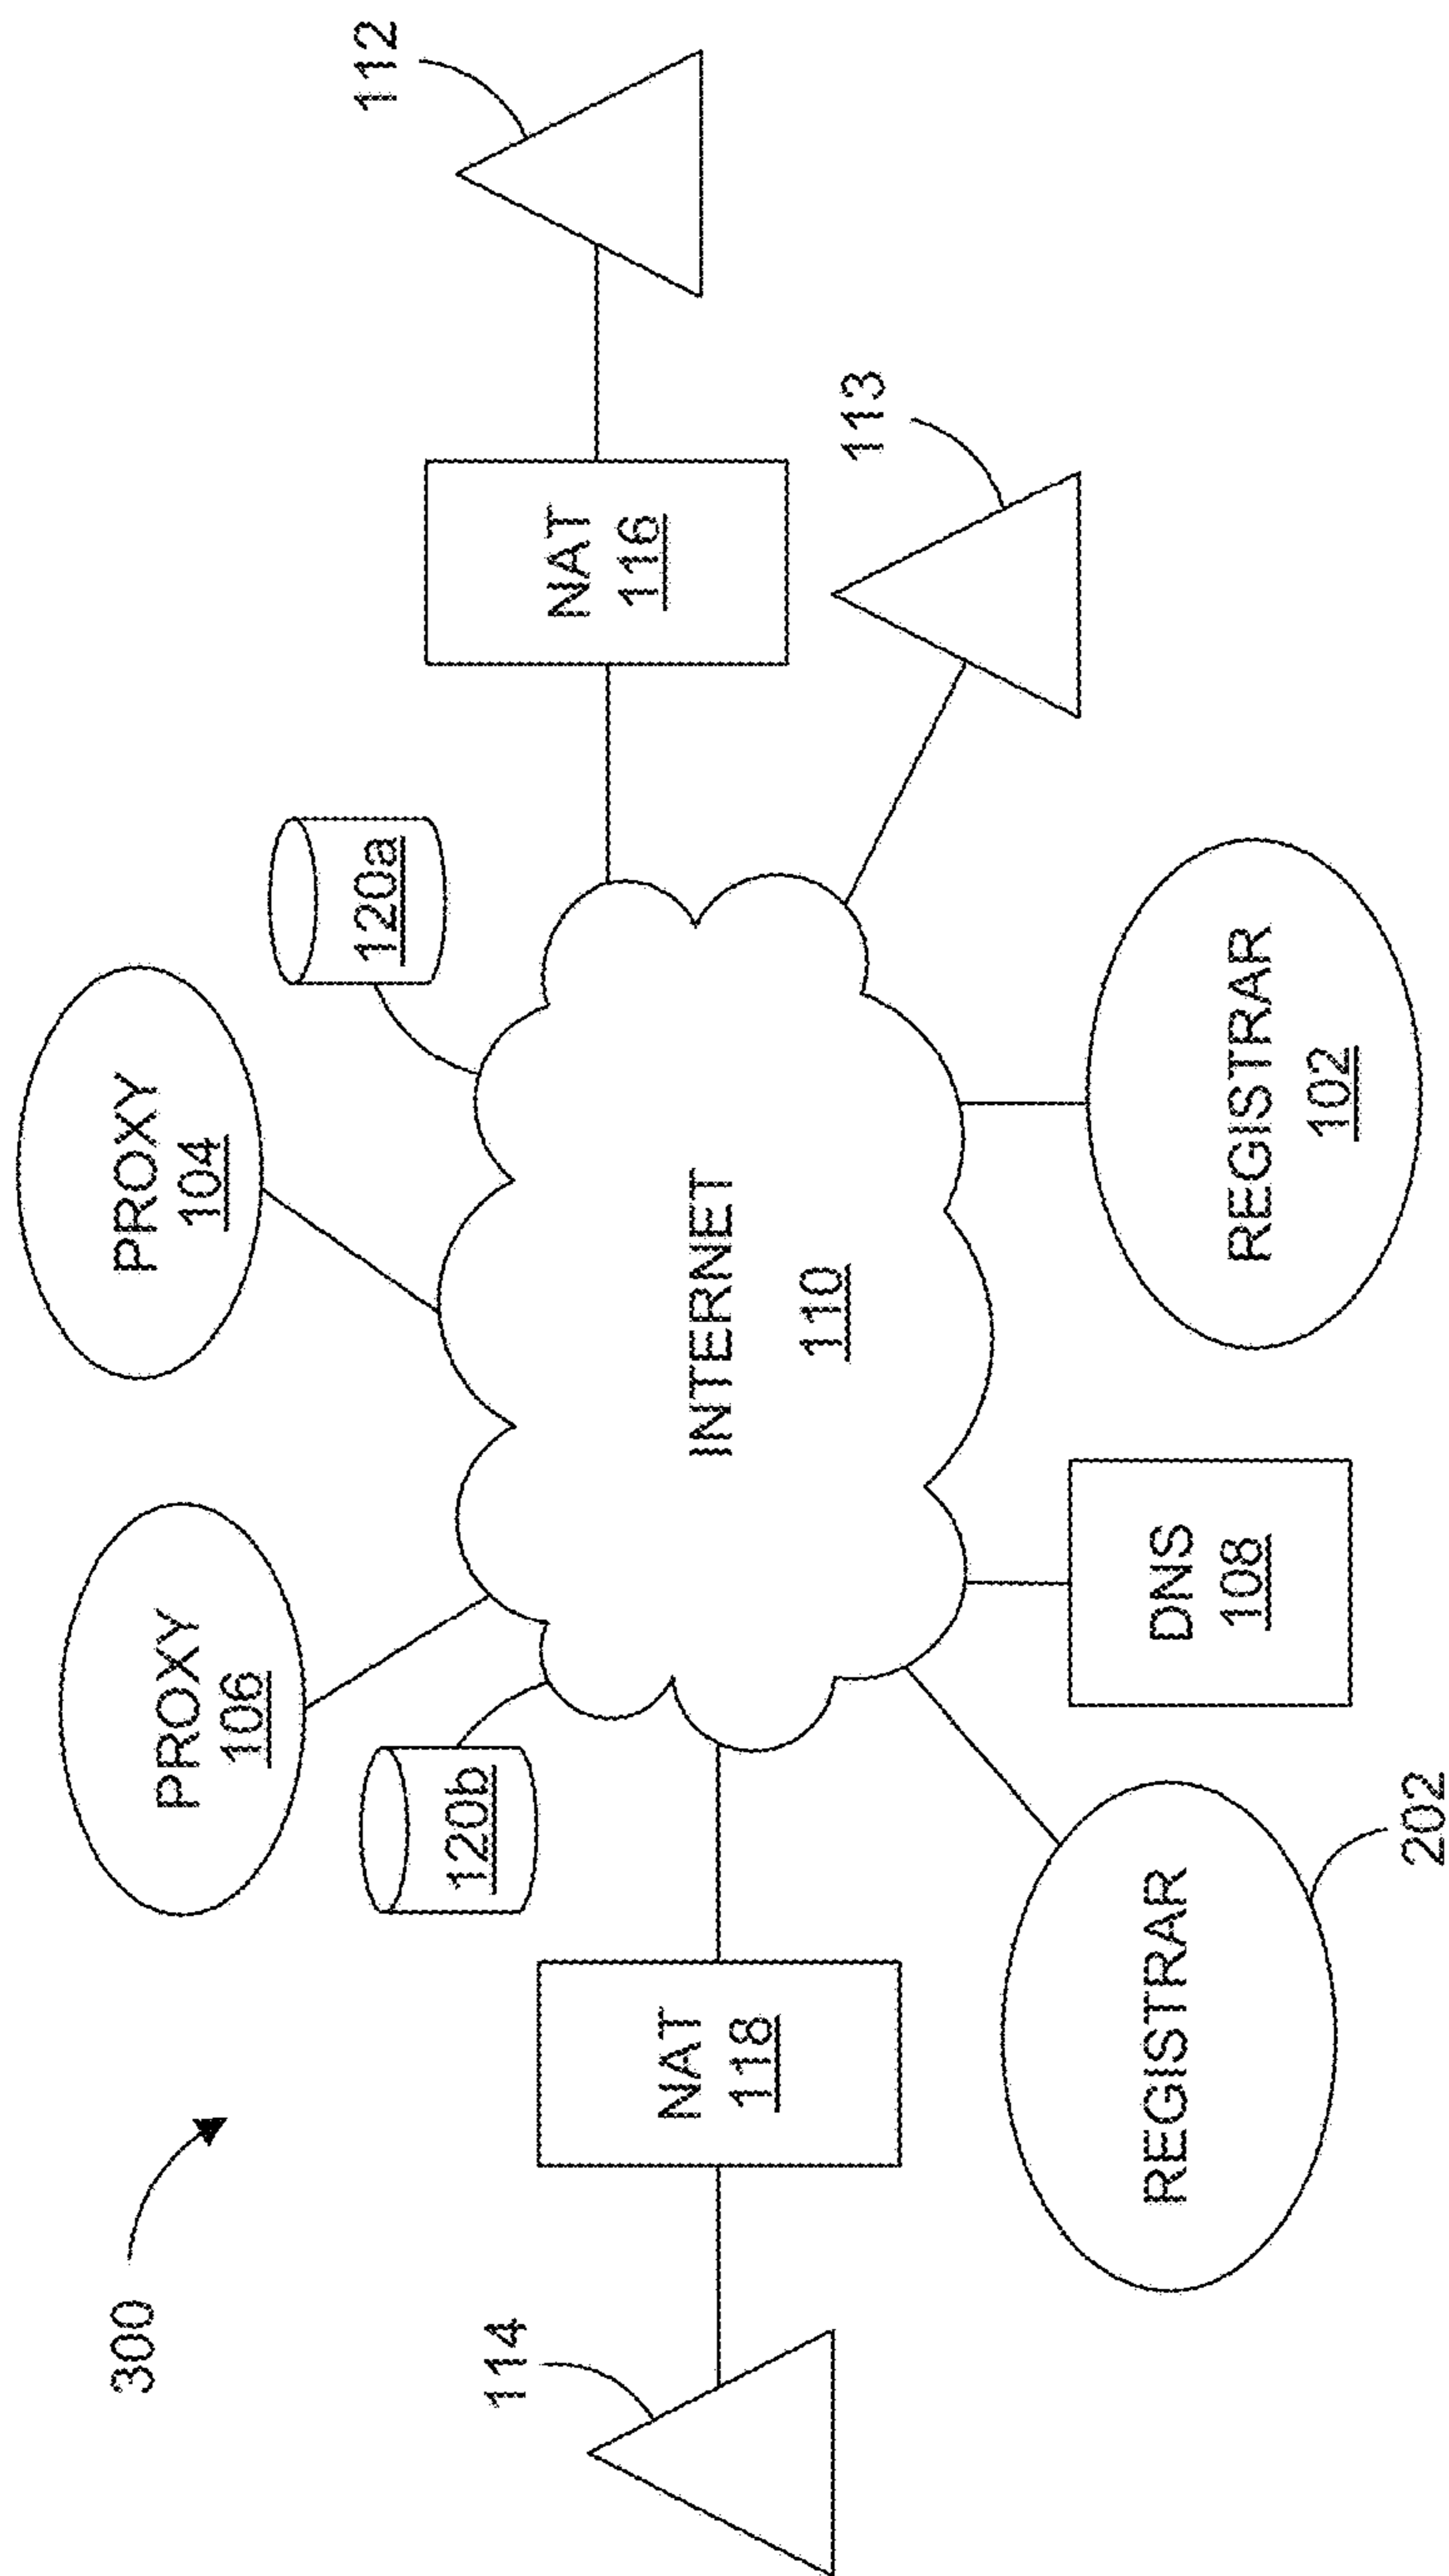 300
PROXY
106
PROXY
104
120b
120a
112
114
NAT
118
INTERNET
110
NAT
116
113
REGISTRAR
202
DNS
108
REGISTRAR
102